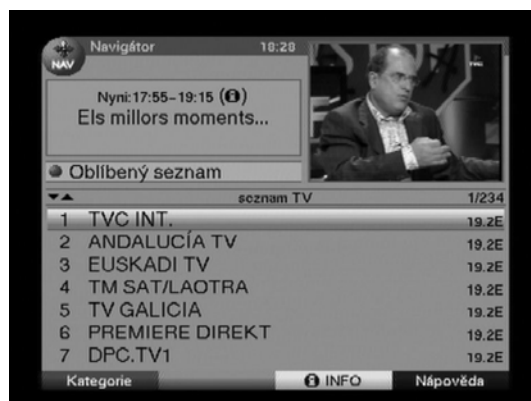 Navigátor 18:28
NAV
Nyni:17:55-19:15 (i)
Els millors moments...
Oblíbený seznam
seznam TV 1/234
1 TVC INT. 19.2E
2 ANDALUCÍA TV 19.2E
3 EUSKADI TV 19.2E
4 TM SAT/LAOTRA 19.2E
5 TV GALICIA 19.2E
6 PREMIERE DIREKT 19.2E
7 DPC.TV1 19.2E
Kategorie i INFO Nápověda